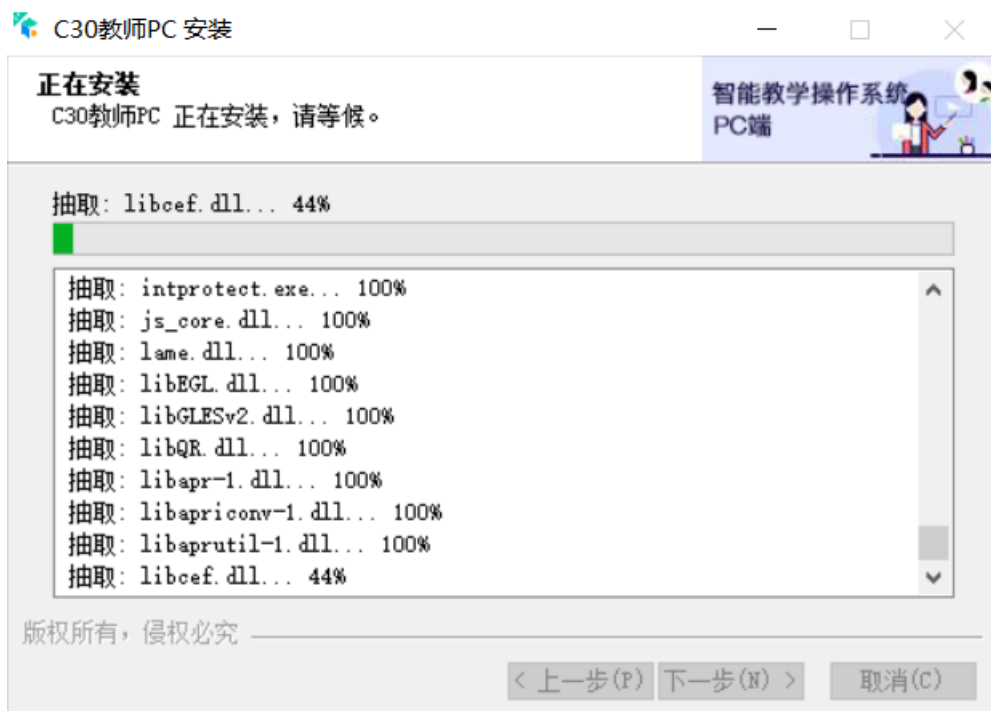 C30教师PC 安装
正在安装
C30教师PC 正在安装，请等候。
智能教学操作系统
PC端
抽取: libcef.dll... 44%
抽取: intprotect.exe... 100%
抽取: js_core.dll... 100%
抽取: lame.dll... 100%
抽取: libEGL.dll... 100%
抽取: libGLESv2.dll... 100%
抽取: libQR.dll... 100%
抽取: libapr-1.dll... 100%
抽取: libapriconv-1.dll... 100%
抽取: libaprutil-1.dll... 100%
抽取: libcef.dll... 44%
版权所有，侵权必究
< 上一步(P) 下一步(N) > 取消(C)